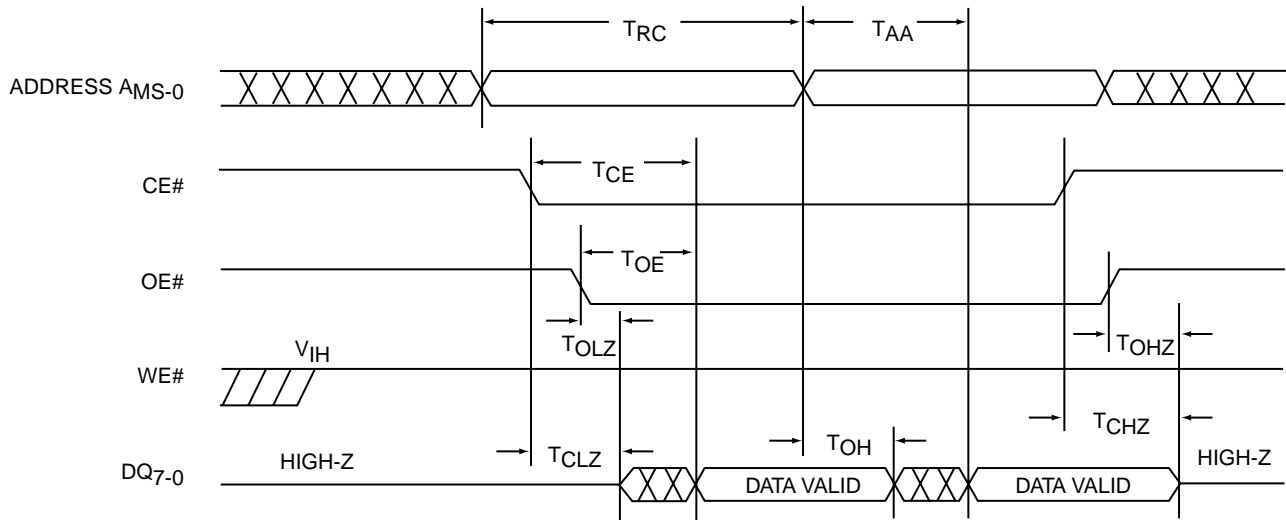 TRC
TAA
ADDRESS AMS-0
TCE
CE#
TOE
OE#
TOLZ
TOHZ
VIH
WE#
TCLZ
TOH
TCHZ
HIGH-Z
HIGH-Z
DQ7-0
DATA VALID
DATA VALID